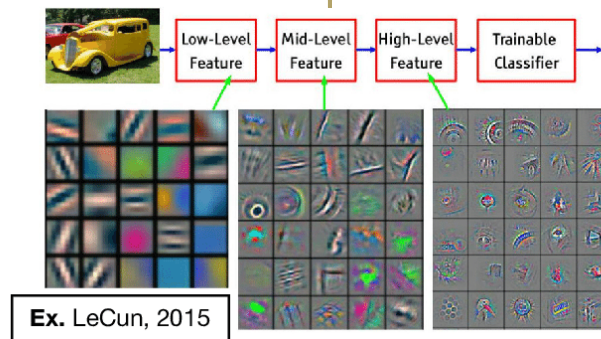 Low-Level
Feature
Mid-Level
Feature
High-Level
Feature
Trainable
Classifier
Ex. LeCun, 2015